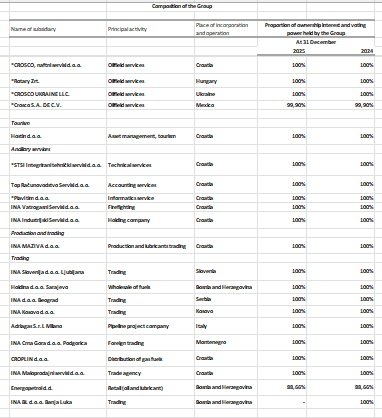 Composition of the Group
Name of subsidiary Principal activity Place of incorporation and operation Proportion of ownership interest and voting power held by the Group
At 31 December
2025 2024
*CROSCO, naftni servisi d.o.o. Oilfield services Croatia 100% 100%
*Rotary Zrt. Oilfield services Hungary 100% 100%
*CROSCO UKRAINE LLC. Oilfield services Ukraine 100% 100%
*Crosco S.A. DE C.V. Oilfield services Mexico 99,90% 99,90%
Tourism
Hostin d.o.o. Asset management, tourism Croatia 100% 100%
Ancillary services
*STSI Integrirani tehnički servisi d.o.o. Technical services Croatia 100% 100%
Top Računovodstvo Servisi d.o.o. Accounting services Croatia 100% 100%
*Plavi tim d.o.o. Informatics service Croatia 100% 100%
INA Vatrogasni Servisi d.o.o. Firefighting Croatia 100% 100%
INA Industrijski Servisi d.o.o. Holding company Croatia 100% 100%
Production and trading
INA MAZIVA d.o.o. Production and lubricants trading Croatia 100% 100%
Trading
INA Slovenija d.o.o. Ljubljana Trading Slovenia 100% 100%
Holdina d.o.o. Sarajevo Wholesale of fuels Bosnia and Herzegovina 100% 100%
INA d.o.o. Beograd Trading Serbia 100% 100%
INA Kosovo d.o.o. Trading Kosovo 100% 100%
Adriagas S.r.l. Milano Pipeline project company Italy 100% 100%
INA Crna Gora d.o.o. Podgorica Foreign trading Montenegro 100% 100%
CROPLIN d.o.o. Distribution of gas fuels Croatia 100% 100%
INA Maloprodajni servisi d.o.o. Trade agency Croatia 100% 100%
Energopetrol d.d. Retail (oil and lubricant) Bosnia and Herzegovina 88,66% 88,66%
INA BL d.o.o. Banja Luka Trading Bosnia and Herzegovina - 100%